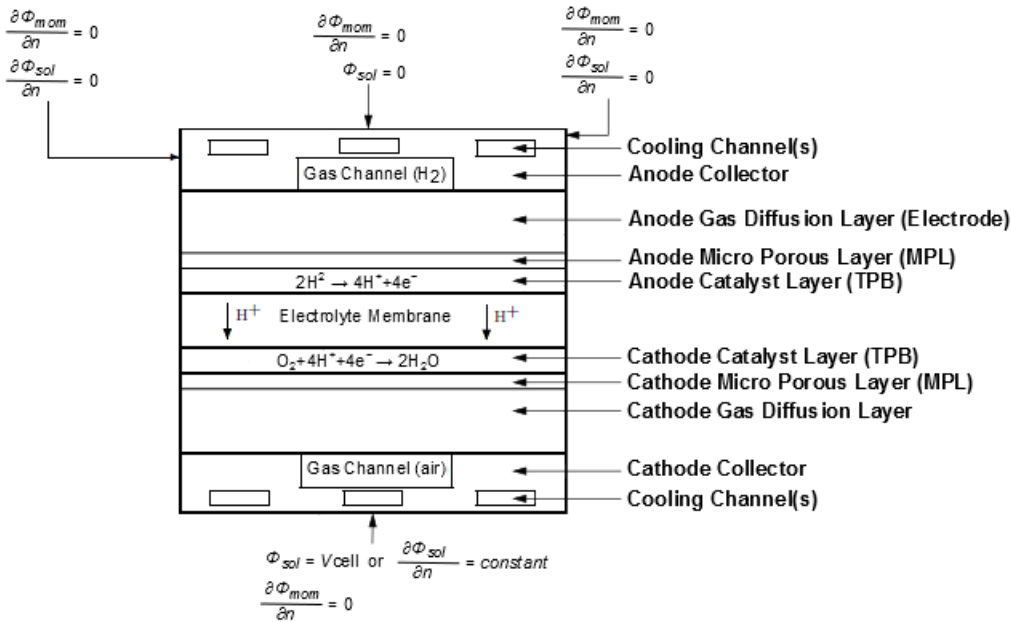 ∂Φmom/∂n = 0
∂Φsol/∂n = 0
∂Φmom/∂n = 0
Φsol = 0
∂Φmom/∂n = 0
∂Φsol/∂n = 0
Cooling Channel(s)
Gas Channel (H2)
Anode Collector
Anode Gas Diffusion Layer (Electrode)
Anode Micro Porous Layer (MPL)
2H² → 4H⁺+4e⁻
Anode Catalyst Layer (TPB)
H⁺ Electrolyte Membrane H⁺
O₂+4H⁺+4e⁻ → 2H₂O
Cathode Catalyst Layer (TPB)
Cathode Micro Porous Layer (MPL)
Cathode Gas Diffusion Layer
Gas Channel (air)
Cathode Collector
Cooling Channel(s)
Φsol = Vcell or ∂Φsol/∂n = constant
∂Φmom/∂n = 0